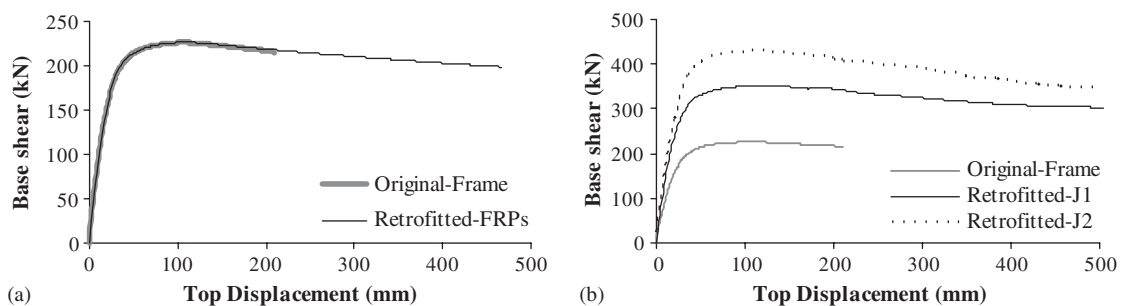 250
200
150
100
50
0
Base shear (kN)
Original-Frame
Retrofitted-FRPs
0 100 200 300 400 500
(a) Top Displacement (mm)
500
400
300
200
300
0
Base shear (kN)
Original-Frame
Retrofitted-J1
Retrofitted-J2
0 100 200 300 400 500
(b) Top Displacement (mm)